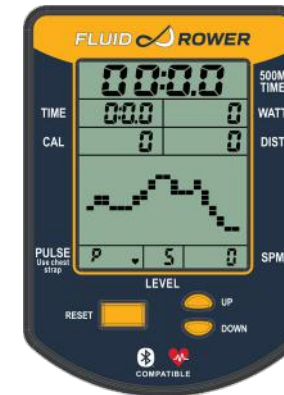 FLUID ROWER
00:0.0
500M
TIME
TIME 0:0.0 0 WATT
CAL 0 0 DIST
PULSE
Use chest
strap
P 5 0 SPM
LEVEL
RESET
UP
DOWN
COMPATIBLE